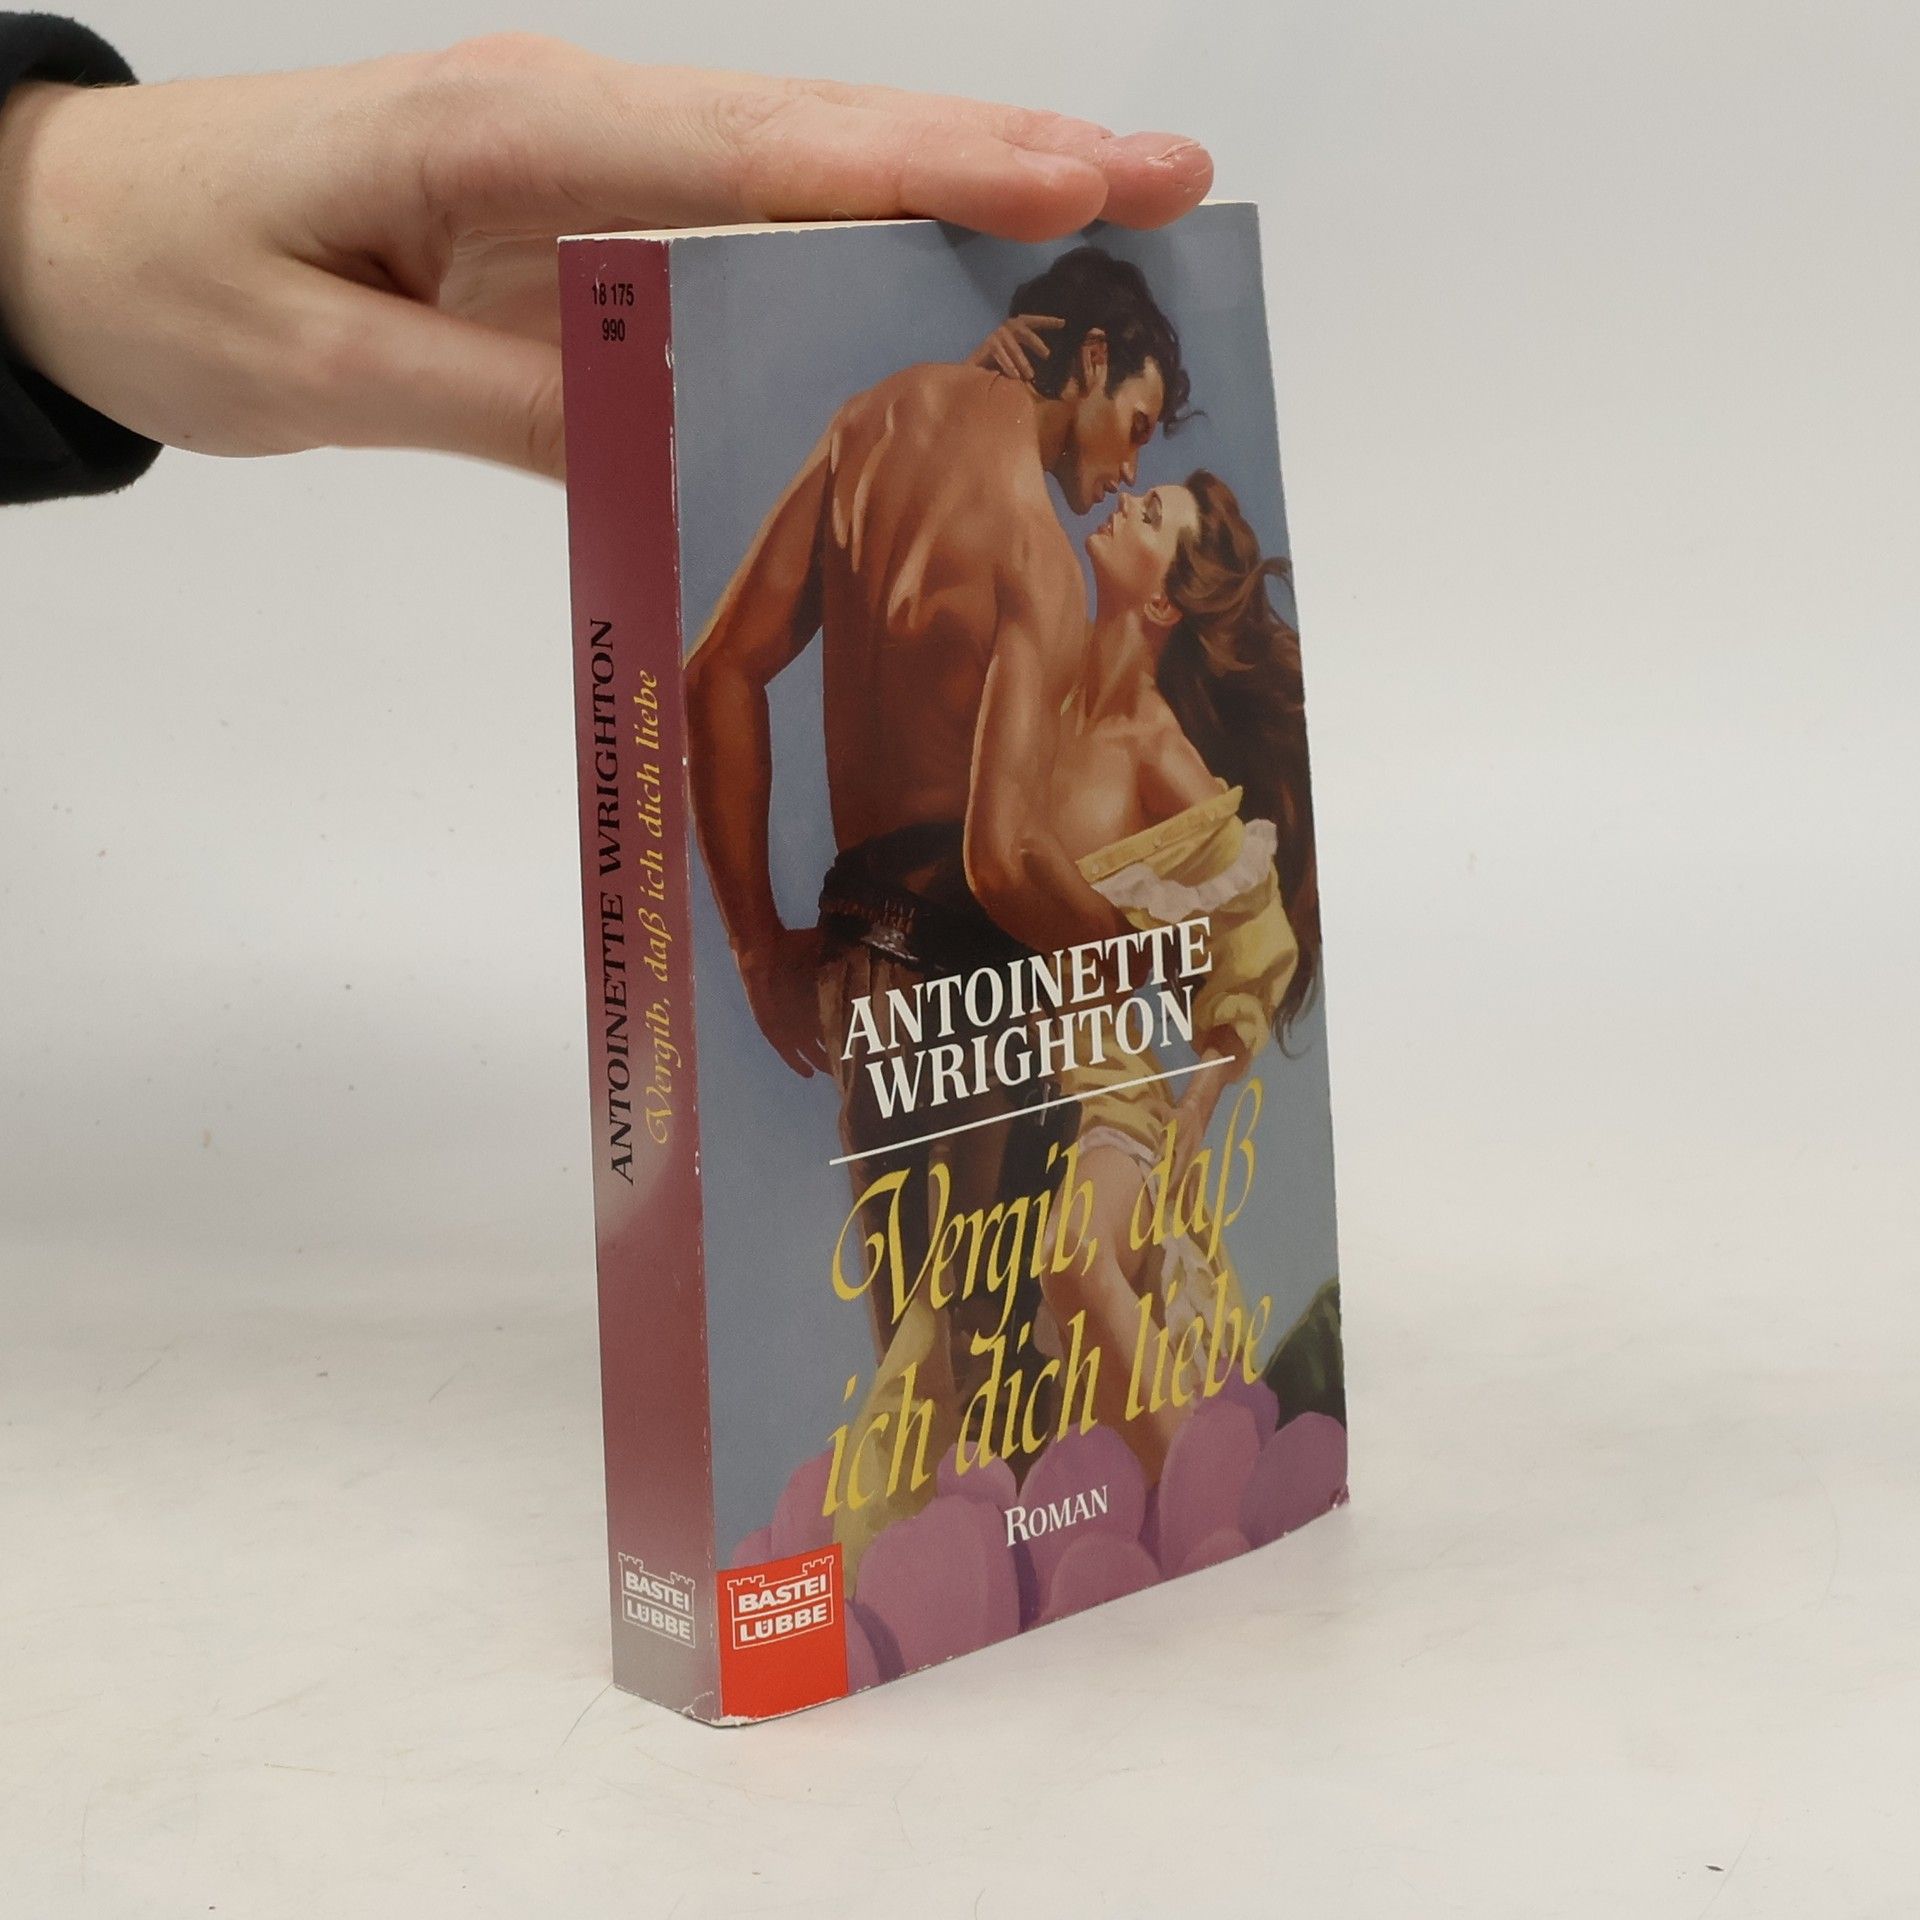 18 175
990
ANTOINETTE WRIGHTON
Vergib, daß ich dich liebe
BASTEI
LÜBBE
ANTOINETTE
WRIGHTON
Vergib, daß
ich dich liebe
ROMAN
BASTEI
LÜBBE